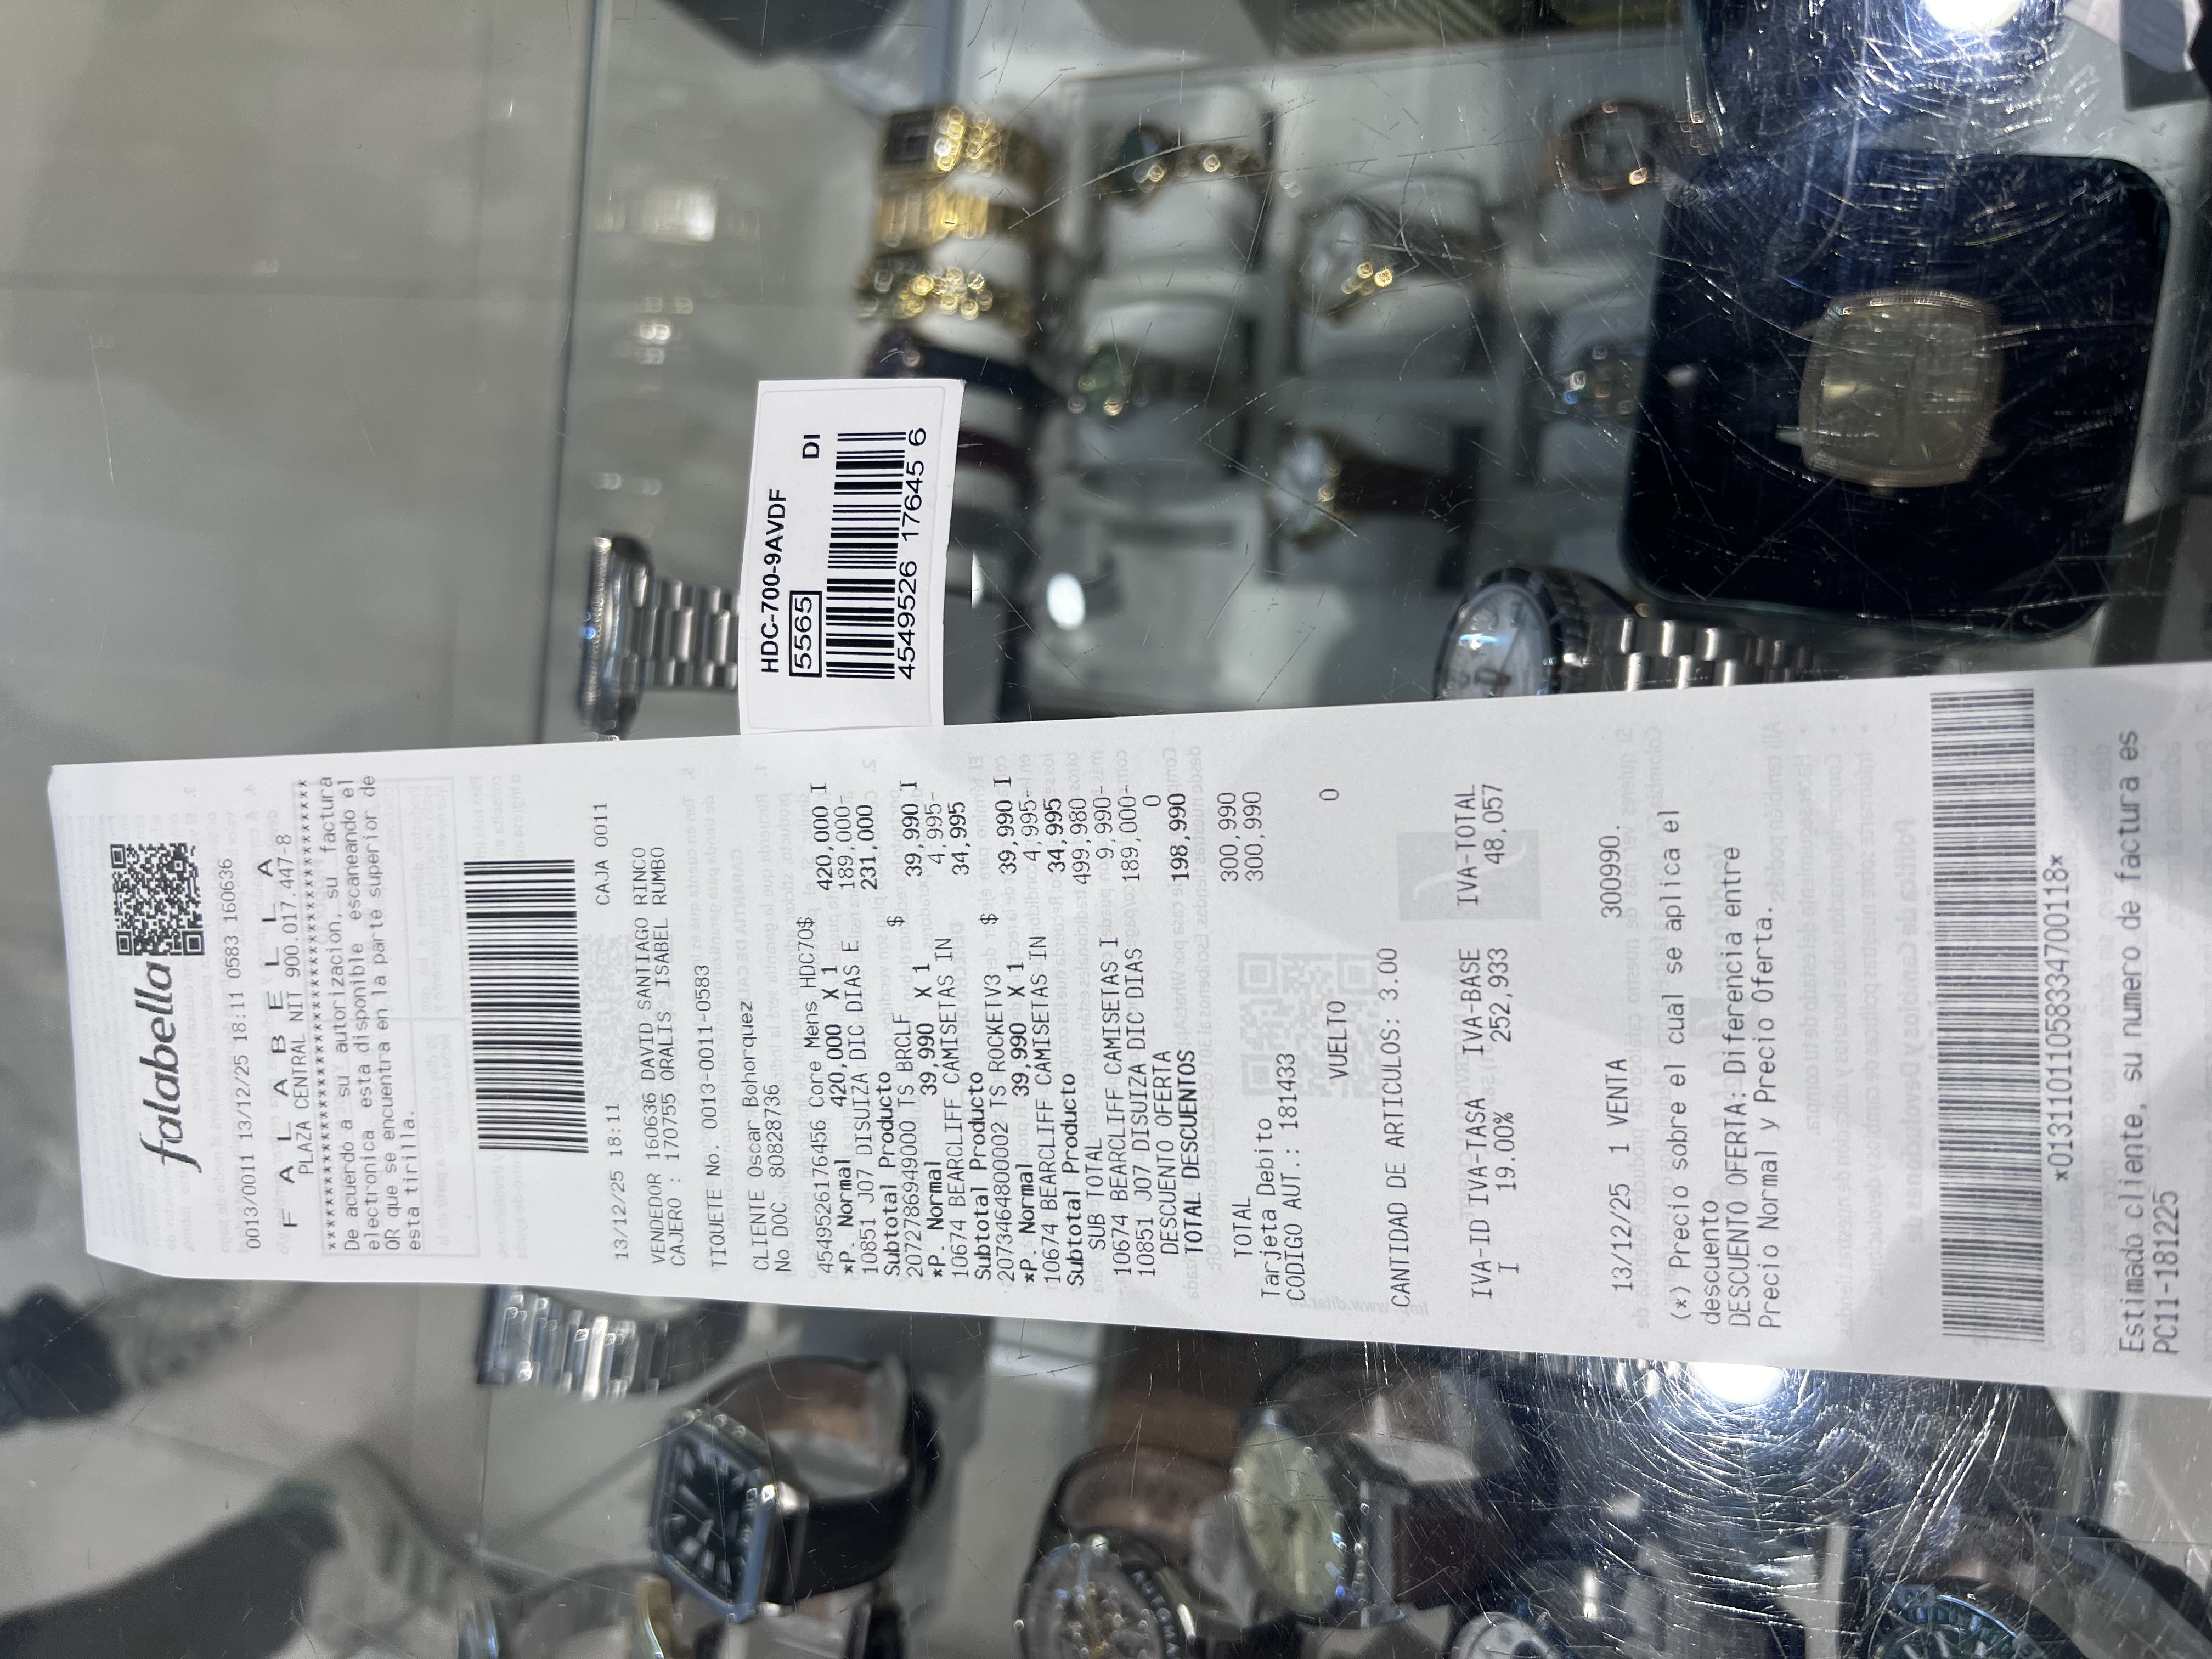 falabella
0013/0011 13/12/25 18:11 0583 160636
F A L A B E L L A
PLAZA CENTRAL NIT 900.017.447-8
****************************************
De acuerdo a su autorización, su factura
electronica esta disponible escaneando el
QR que se encuentra en la parte superior de
esta tirilla.
****************************************
13/12/25 18:11 CAJA 0011
VENDEDOR 160636 DAVID SANTIAGO RINCO
CAJERO : 170755 ORALIS ISABEL RUMBO
TIQUETE No. 0013-0011-0583
CLIENTE Oscar Bohorquez
No DOC 80828736
4549526176456 Core Mens HDC70$ 420,000 I
*P. Normal 420,000 X 1 189,000-
10851 J07 DISUIZA DIC DIAS E 231,000
Subtotal Producto
2072778694900 0 TS BRCLF $ 39,990 I
*P. Normal 39,990 X 1 4,995-
10674 BEARCLIFF CAMISETAS IN 34,995
Subtotal Producto
2073464800002 TS ROCKETV3 $ 39,990 I
*P. Normal 39,990 X 1 4,995-
10674 BEARCLIFF CAMISETAS IN 34,995
Subtotal Producto
SUB TOTAL 499,980
10674 BEARCLIFF CAMISETAS I 9,990-
10851 J07 DISUIZA DIC DIAS 189,000-
DESCUENTO OFERTA 0
TOTAL DESCUENTOS 198,990
TOTAL 300,990
Tarjeta Debito 300,990
CODIGO AUT.: 181433
VUELTO 0
CANTIDAD DE ARTICULOS: 3.00
IVA-ID IVA-TASA IVA-BASE IVA-TOTAL
I 19.00% 252,933 48,057
13/12/25 1 VENTA 300990.
(*) Precio sobre el cual se aplica el
descuento
DESCUENTO OFERTA: Diferencia entre
Precio Normal y Precio Oferta.
*013110110583347000118*
Estimado cliente, su numero de factura es
PC11-181225
HDC-700-9AVDF
5565 DI
4549526 17645 6